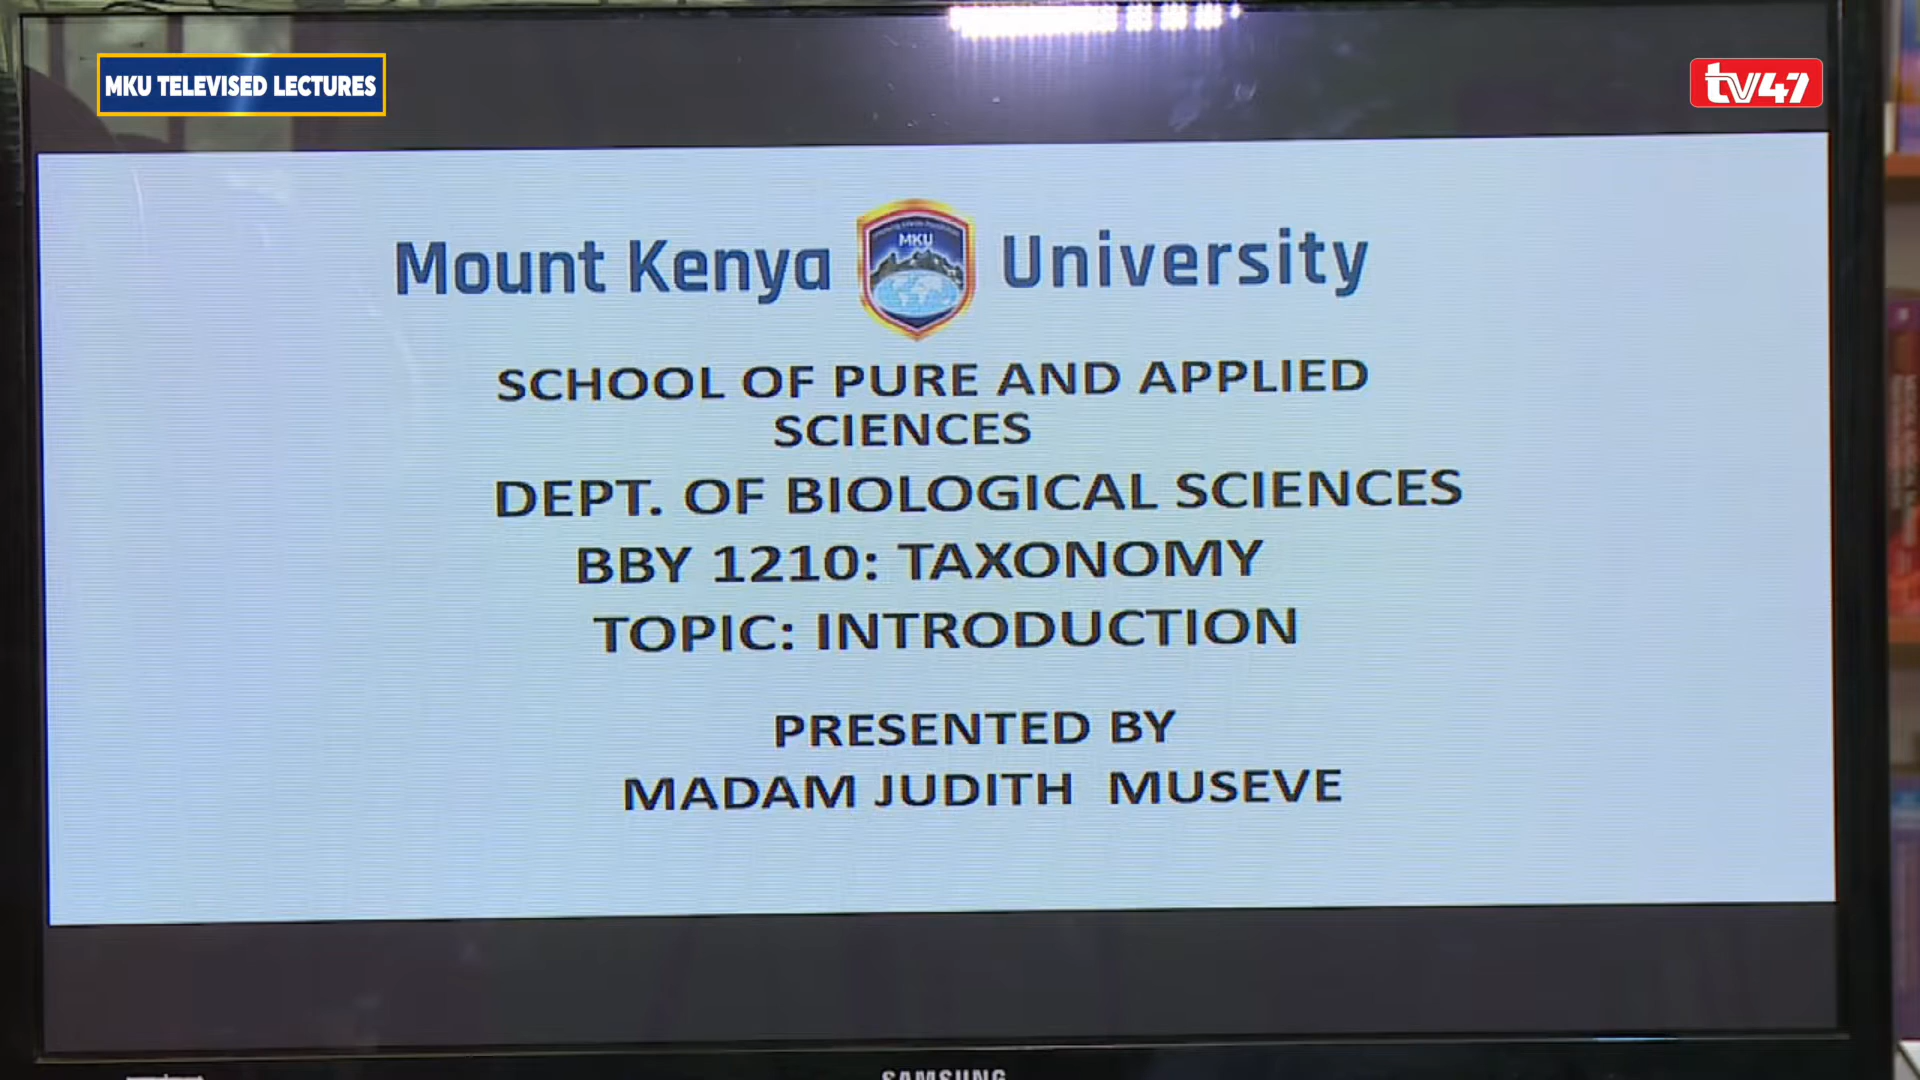 MKU TELEVISED LECTURES
tv47
Mount Kenya University
MKU
SCHOOL OF PURE AND APPLIED
SCIENCES
DEPT. OF BIOLOGICAL SCIENCES
BBY 1210: TAXONOMY
TOPIC: INTRODUCTION
PRESENTED BY
MADAM JUDITH MUSEVE
SAMSUNG